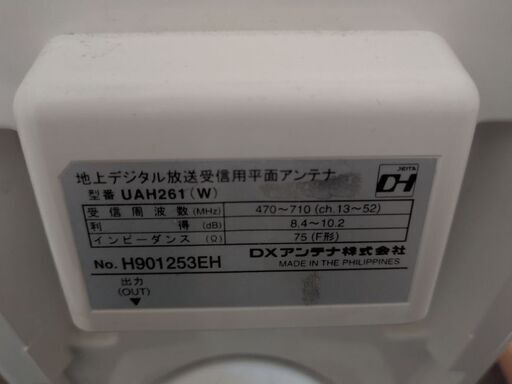 地上デジタル放送受信用平面アンテナ
型番 UAH261(W)
JEITA
DH
受信周波数(MHz) 470～710(ch.13～52)
利得(dB) 8.4～10.2
インピーダンス(Ω) 75(F形)
No. H901253EH
DXアンテナ株式会社
MADE IN THE PHILIPPINES
出力
(OUT)